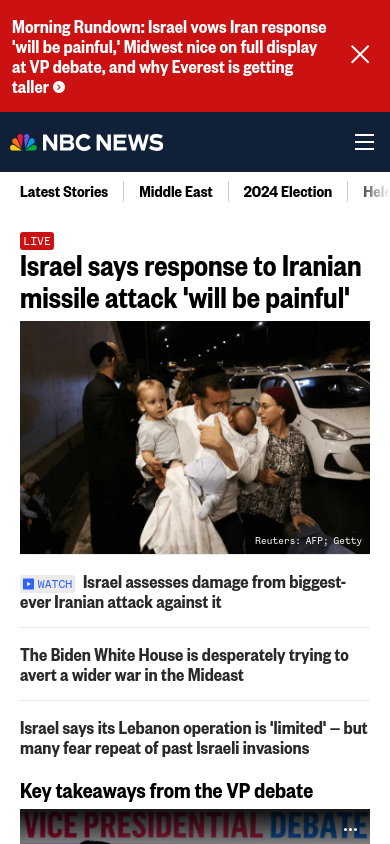 Morning Rundown: Israel vows Iran response
'will be painful,' Midwest nice on full display
at VP debate, and why Everest is getting
taller
NBC NEWS
Latest Stories
Middle East
2024 Election
Hele
LIVE
Israel says response to Iranian
missile attack 'will be painful'
Reuters: AFP; Getty
WATCH Israel assesses damage from biggest-
ever Iranian attack against it
The Biden White House is desperately trying to
avert a wider war in the Mideast
Israel says its Lebanon operation is 'limited' – but
many fear repeat of past Israeli invasions
Key takeaways from the VP debate
VICE PRESIDENTIAL DEBATE